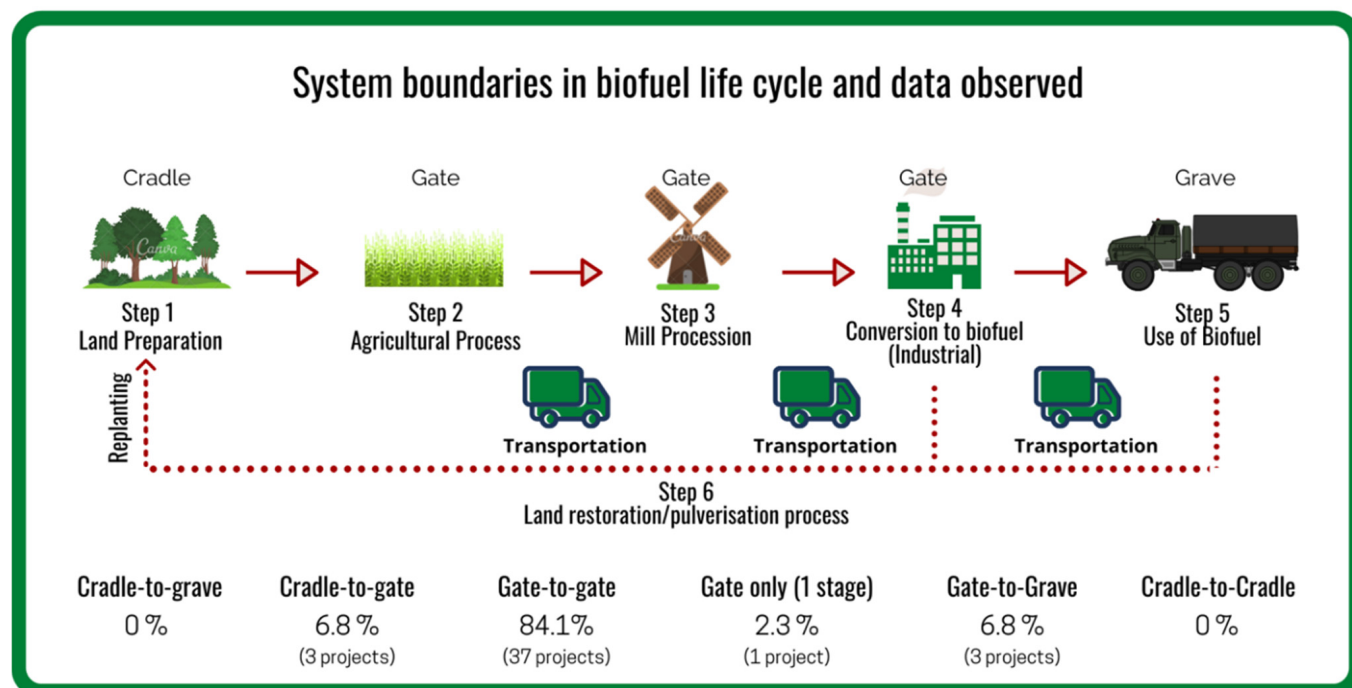 System boundaries in biofuel life cycle and data observed
Cradle
Gate
Gate
Gate
Grave
Canva
Canva
Step 1
Land Preparation
Step 2
Agricultural Process
Step 3
Mill Procession
Step 4
Conversion to biofuel
(Industrial)
Step 5
Use of Biofuel
Replanting
Transportation
Transportation
Transportation
Step 6
Land restoration/pulverisation process
Cradle-to-grave
0 %
Cradle-to-gate
6.8 %
(3 projects)
Gate-to-gate
84.1%
(37 projects)
Gate only (1 stage)
2.3 %
(1 project)
Gate-to-Grave
6.8 %
(3 projects)
Cradle-to-Cradle
0 %